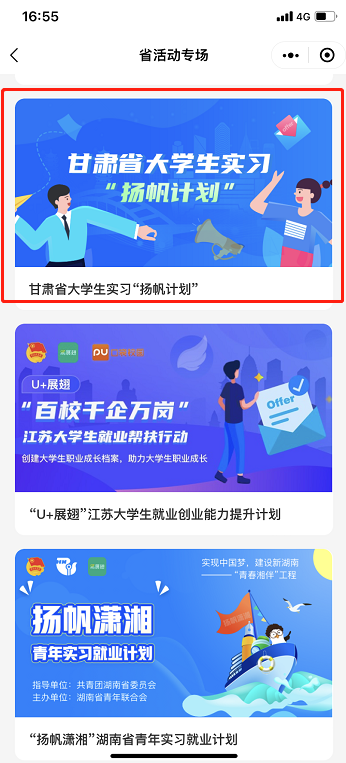 16:55
4G
省活动专场
甘肃省大学生实习
“扬帆计划”
甘肃省大学生实习“扬帆计划”
U+展翅
“百校千企万岗”
江苏大学生就业帮扶行动
创建大学生职业成长档案，助力大学生职业成长
Offer
“U+展翅”江苏大学生就业创业能力提升计划
实现中国梦，建设新湖南
———“青春湘伴”工程
扬帆潇湘
青年实习就业计划
指导单位：共青团湖南省委员会
主办单位：湖南省青年联合会
“扬帆潇湘”湖南省青年实习就业计划